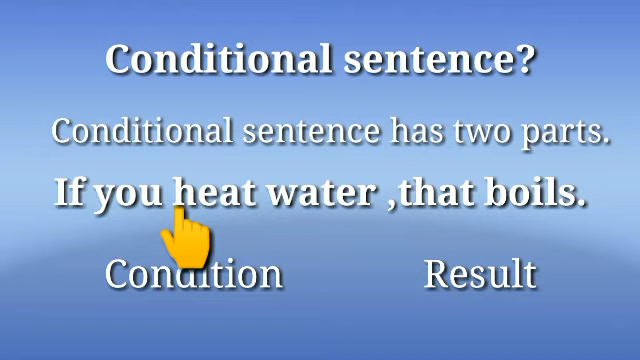 Conditional sentence?
Conditional sentence has two parts.
If you heat water ,that boils.
Condition Result